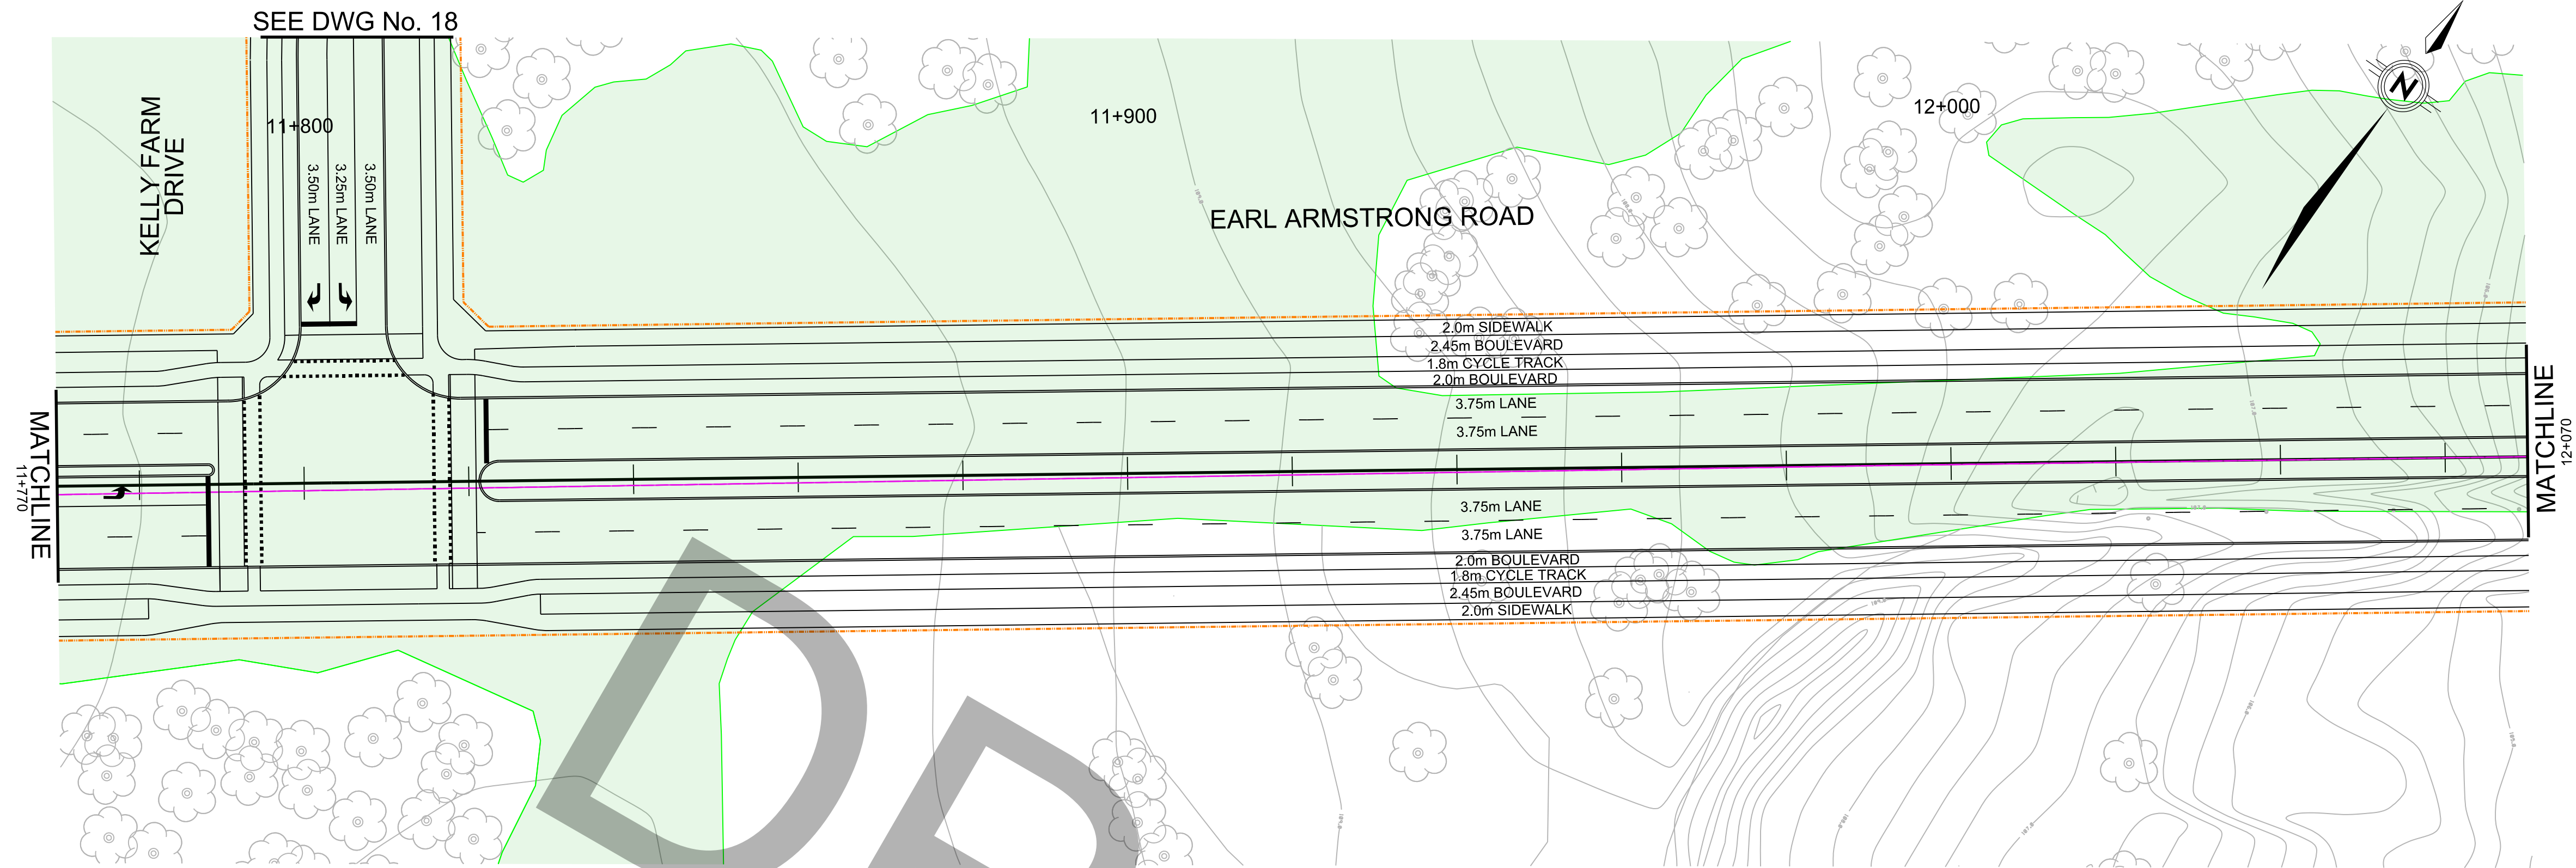 SEE DWG No. 18
KELLY FARM
DRIVE
11+800
3.50m LANE
3.25m LANE
3.50m LANE
11+900
12+000
N
EARL ARMSTRONG ROAD
2.0m SIDEWALK
2.45m BOULEVARD
1.8m CYCLE TRACK
2.0m BOULEVARD
3.75m LANE
3.75m LANE
MATCHLINE
11+770
MATCHLINE
12+070
3.75m LANE
3.75m LANE
2.0m BOULEVARD
1.8m CYCLE TRACK
2.45m BOULEVARD
2.0m SIDEWALK